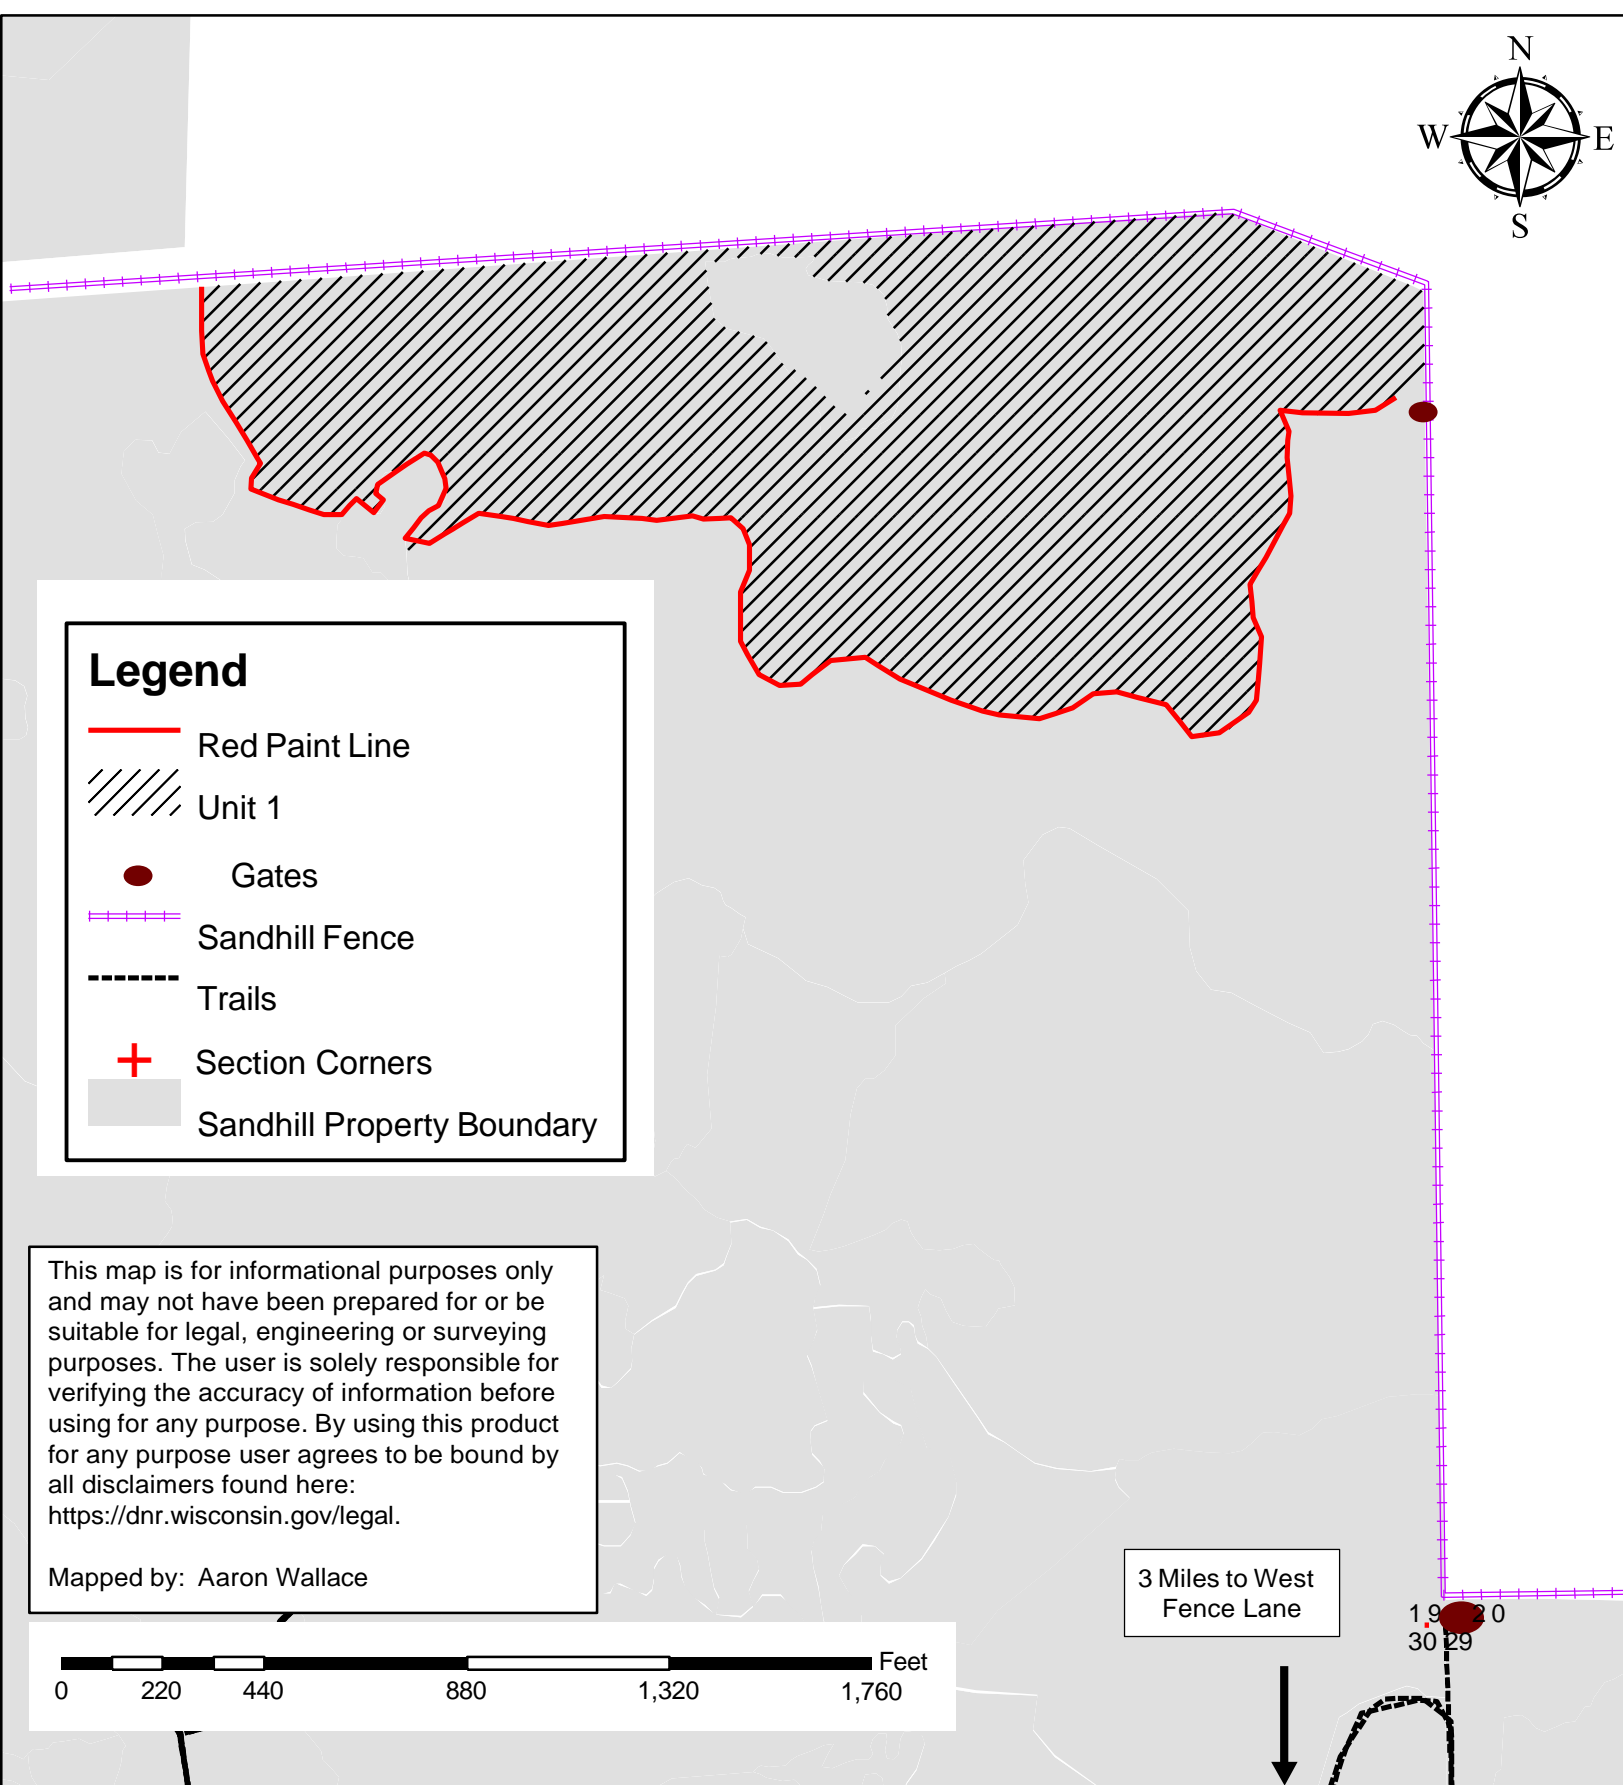 N
W E
S
Legend
Red Paint Line
Unit 1
Gates
Sandhill Fence
Trails
Section Corners
Sandhill Property Boundary
This map is for informational purposes only
and may not have been prepared for or be
suitable for legal, engineering or surveying
purposes. The user is solely responsible for
verifying the accuracy of information before
using for any purpose. By using this product
for any purpose user agrees to be bound by
all disclaimers found here:
https://dnr.wisconsin.gov/legal.
Mapped by: Aaron Wallace
3 Miles to West
Fence Lane
19 20
30 29
Feet
0 220 440 880 1,320 1,760